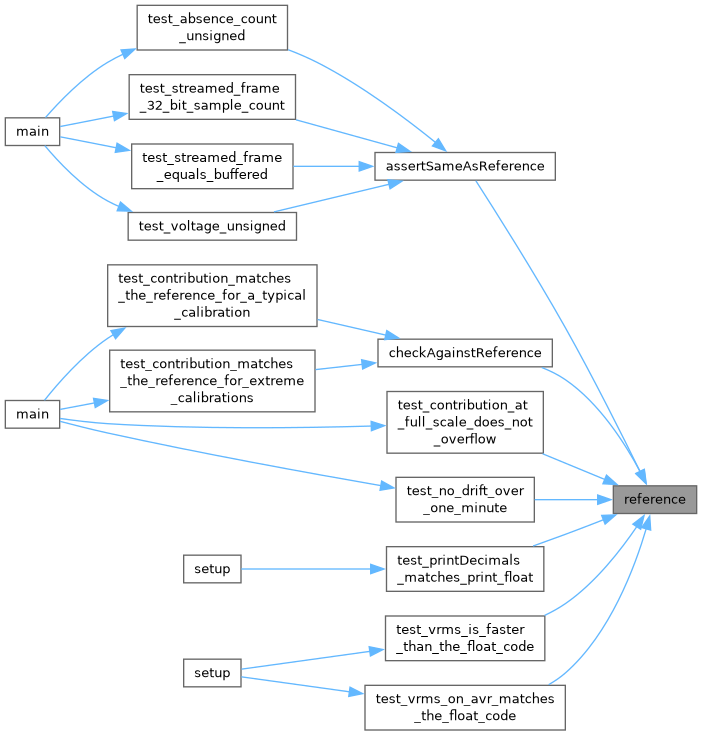 test_absence_count
_unsigned
test_streamed_frame
_32_bit_sample_count
main
test_streamed_frame
_equals_buffered
assertSameAsReference
test_voltage_unsigned
test_contribution_matches
_the_reference_for_a_typical
_calibration
checkAgainstReference
test_contribution_matches
_the_reference_for_extreme
_calibrations
main
test_contribution_at
_full_scale_does_not
_overflow
test_no_drift_over
_one_minute
reference
setup
test_printDecimals
_matches_print_float
test_vrms_is_faster
_than_the_float_code
setup
test_vrms_on_avr_matches
_the_float_code